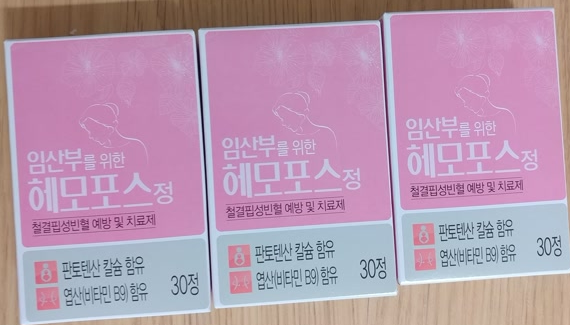 임산부를 위한
헤모포스정
철결핍성빈혈 예방 및 치료제
판토텐산 칼슘 함유
엽산(비타민 B9) 함유
30정
임산부를 위한
헤모포스정
철결핍성빈혈 예방 및 치료제
판토텐산 칼슘 함유
엽산(비타민 B9) 함유
30정
임산부를 위한
헤모포스정
철결핍성빈혈 예방 및 치료제
판토텐산 칼슘 함유
엽산(비타민 B9) 함유
30정